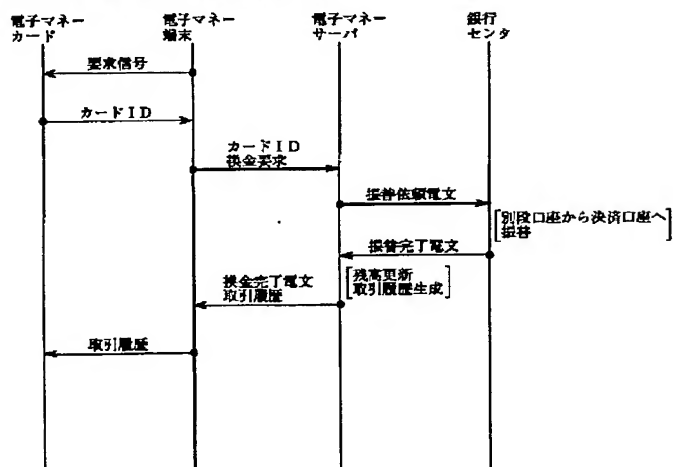 電子マネー
カード
電子マネー
端末
電子マネー
サーバ
銀行
センタ
要求信号
カードID
カードID
換金要求
振替依頼電文
別段口座から決済口座へ
振替
振替完了電文
残高更新
取引履歴生成
換金完了電文
取引履歴
取引履歴